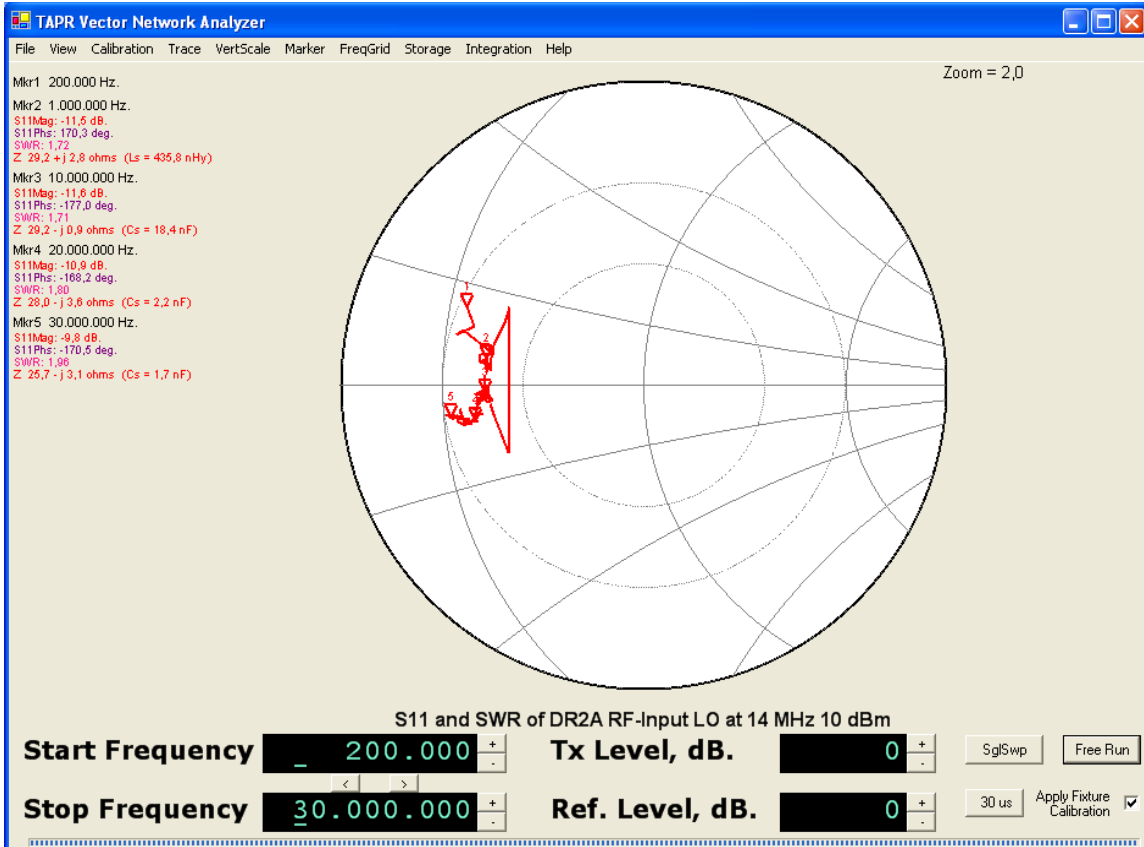 TAPR Vector Network Analyzer
File View Calibration Trace VertScale Marker FreqGrid Storage Integration Help
Zoom = 2,0
Mkr1 200.000 Hz.
Mkr2 1.000.000 Hz.
S11Mag: -11,5 dB.
S11Phs: 170,3 deg.
SWR: 1,72
Z 29,2 + j 2,8 ohms (Ls = 435,8 nHy)
Mkr3 10.000.000 Hz.
S11Mag: -11,6 dB.
S11Phs: -177,0 deg.
SWR: 1,71
Z 29,2 - j 0,9 ohms (Cs = 18,4 nF)
Mkr4 20.000.000 Hz.
S11Mag: -10,9 dB.
S11Phs: -168,2 deg.
SWR: 1,80
Z 28,0 - j 3,6 ohms (Cs = 2,2 nF)
Mkr5 30.000.000 Hz.
S11Mag: -9,8 dB.
S11Phs: -170,5 deg.
SWR: 1,96
Z 25,7 - j 3,1 ohms (Cs = 1,7 nF)
1
2
5
S11 and SWR of DR2A RF-Input LO at 14 MHz 10 dBm
Start Frequency _ 200.000 + - Tx Level, dB. 0 + - SglSwp Free Run
< >
Stop Frequency 30.000.000 + - Ref. Level, dB. 0 + - 30 us Apply Fixture
Calibration